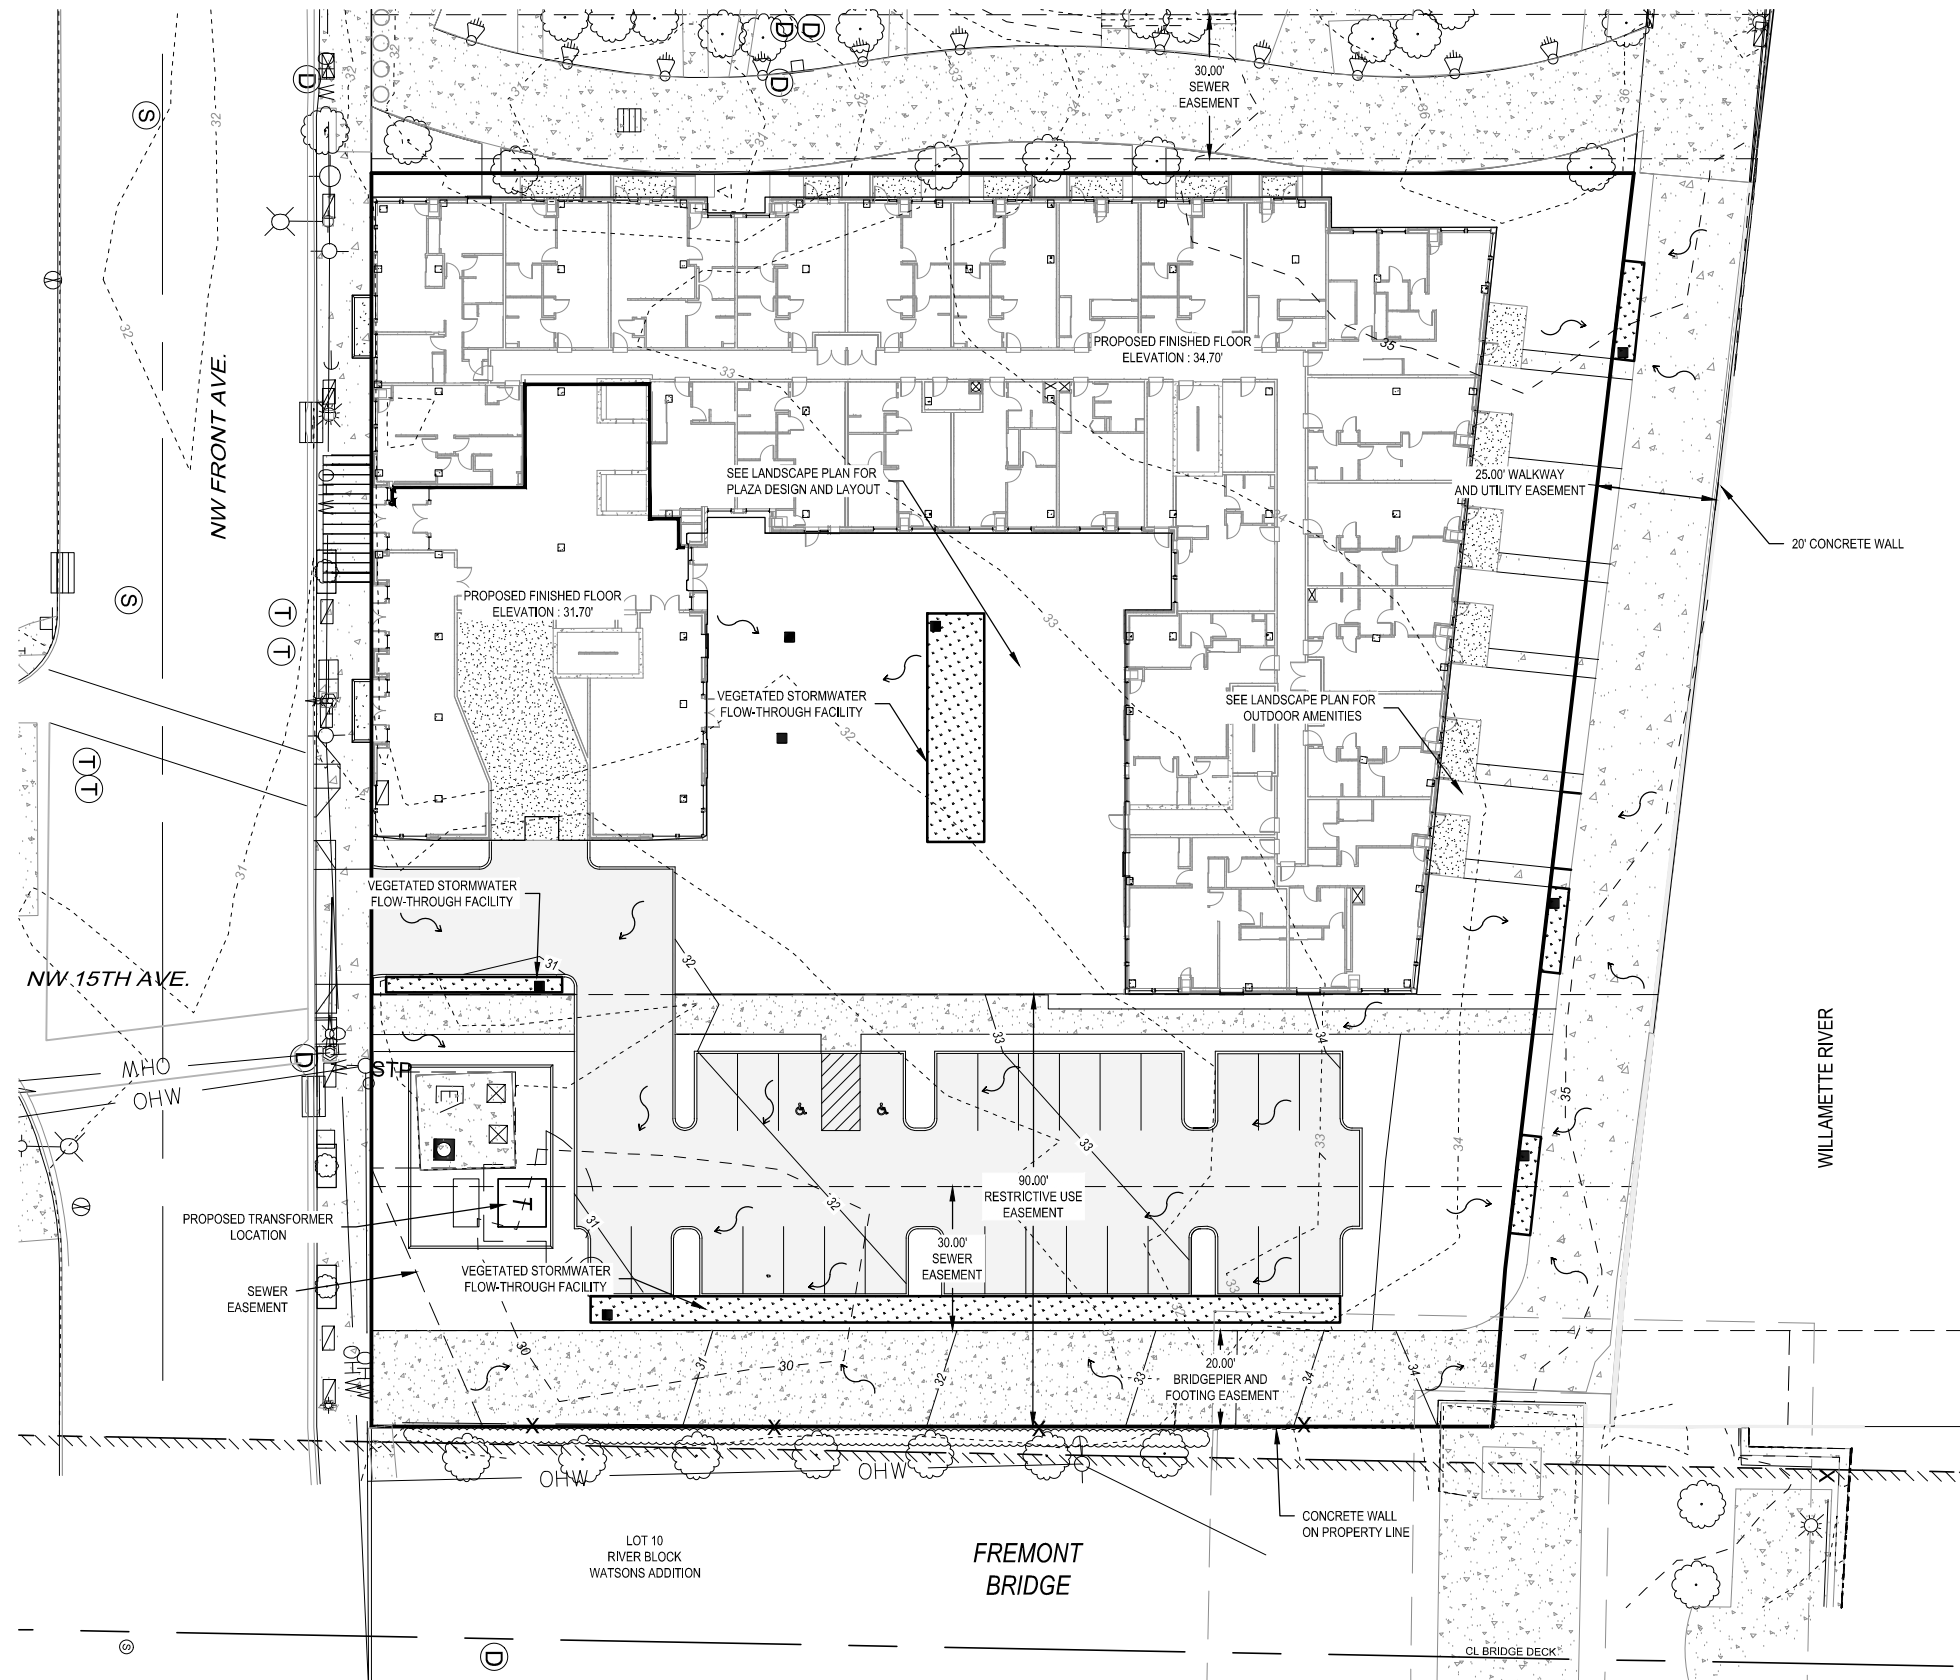 30.00'
SEWER
EASEMENT
NW FRONT AVE.
PROPOSED FINISHED FLOOR
ELEVATION : 34.70'
SEE LANDSCAPE PLAN FOR
PLAZA DESIGN AND LAYOUT
25.00' WALKWAY
AND UTILITY EASEMENT
20' CONCRETE WALL
PROPOSED FINISHED FLOOR
ELEVATION : 31.70'
VEGETATED STORMWATER
FLOW-THROUGH FACILITY
SEE LANDSCAPE PLAN FOR
OUTDOOR AMENITIES
VEGETATED STORMWATER
FLOW-THROUGH FACILITY
NW 15TH AVE.
WILLAMETTE RIVER
OHW
OHW
STP
PROPOSED TRANSFORMER
LOCATION
SEWER
EASEMENT
VEGETATED STORMWATER
FLOW-THROUGH FACILITY
90.00'
RESTRICTIVE USE
EASEMENT
30.00'
SEWER
EASEMENT
20.00'
BRIDGEPIER AND
FOOTING EASEMENT
OHW
OHW
CONCRETE WALL
ON PROPERTY LINE
LOT 10
RIVER BLOCK
WATSONS ADDITION
FREMONT
BRIDGE
CL BRIDGE DECK